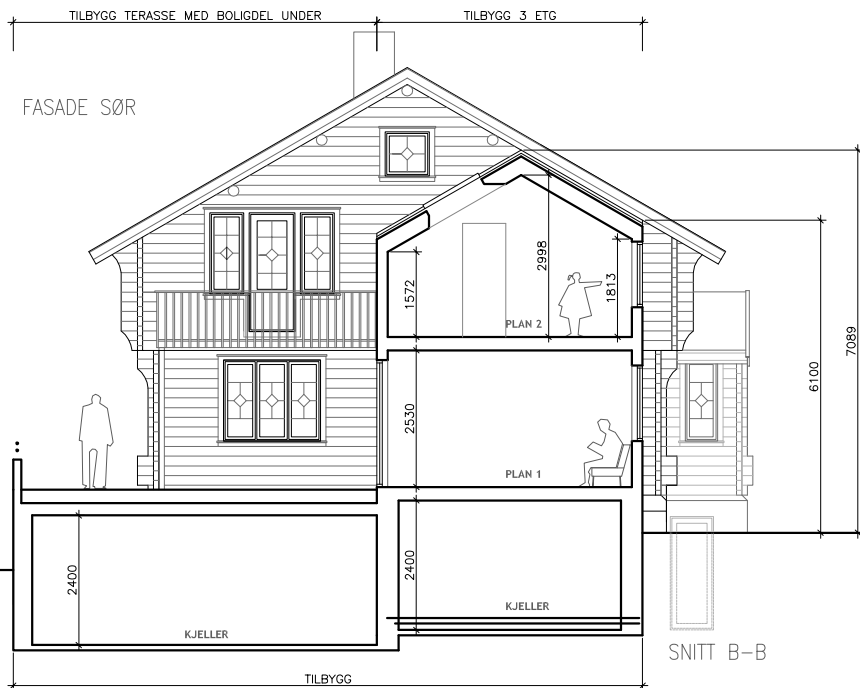 TILBYGG TERASSE MED BOLIGDEL UNDER
TILBYGG 3 ETG
FASADE SØR
2998
1572
1813
PLAN 2
7089
6100
2530
PLAN 1
2400
2400
KJELLER
KJELLER
SNITT B-B
TILBYGG